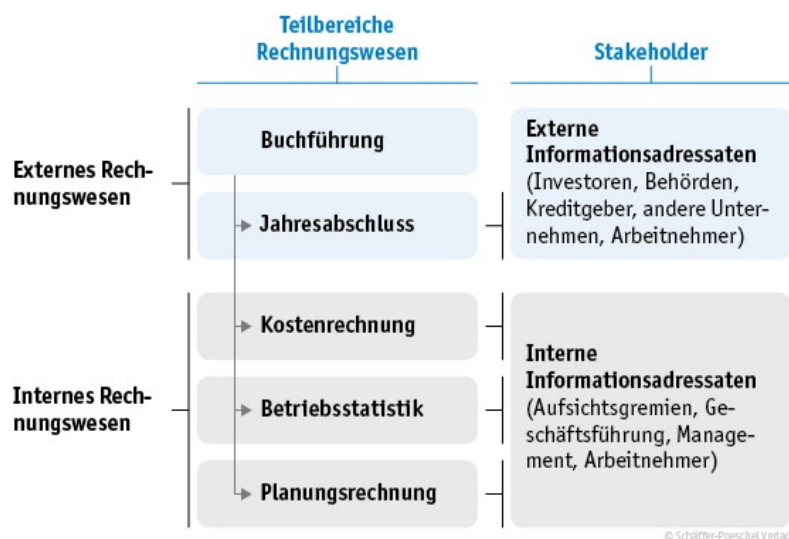 Teilbereiche
Rechnungswesen
Stakeholder
Externes Rech-
nungswesen
Buchführung
Jahresabschluss
Externe
Informationsadressaten
(Investoren, Behörden,
Kreditgeber, andere Unter-
nehmen, Arbeitnehmer)
Internes Rech-
nungswesen
Kostenrechnung
Betriebsstatistik
Planungsrechnung
Interne
Informationsadressaten
(Aufsichtsgremien, Ge-
schäftsführung, Manage-
ment, Arbeitnehmer)
© Schäffer-Poeschel Verlag